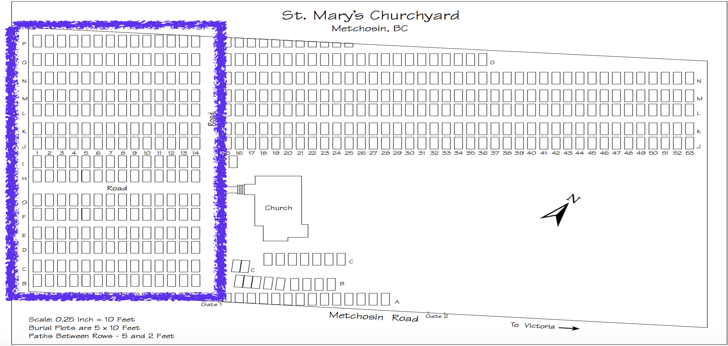 St. Mary's Churchyard
Metchosin, BC
P
O
O
N
N
M
M
L
L
Road
K
K
J
J
1 2 3 4 5 6 7 8 9 10 11 12 13 14
16 17 18 19 20 21 22 23 24 25 26 27 28 29 30 31 32 33 34 35 36 37 38 39 40 41 42 43 44 45 46 47 48 49 50 51 52 53
I
H
Road
N
G
Church
F
E
D
C
C
C
B
B
A
Gate 1
Metchosin Road
Gate 2
To Victoria
Scale: 0.25 Inch = 10 Feet
Burial Plots are 5 x 10 Feet
Paths Between Rows - 5 and 2 Feet